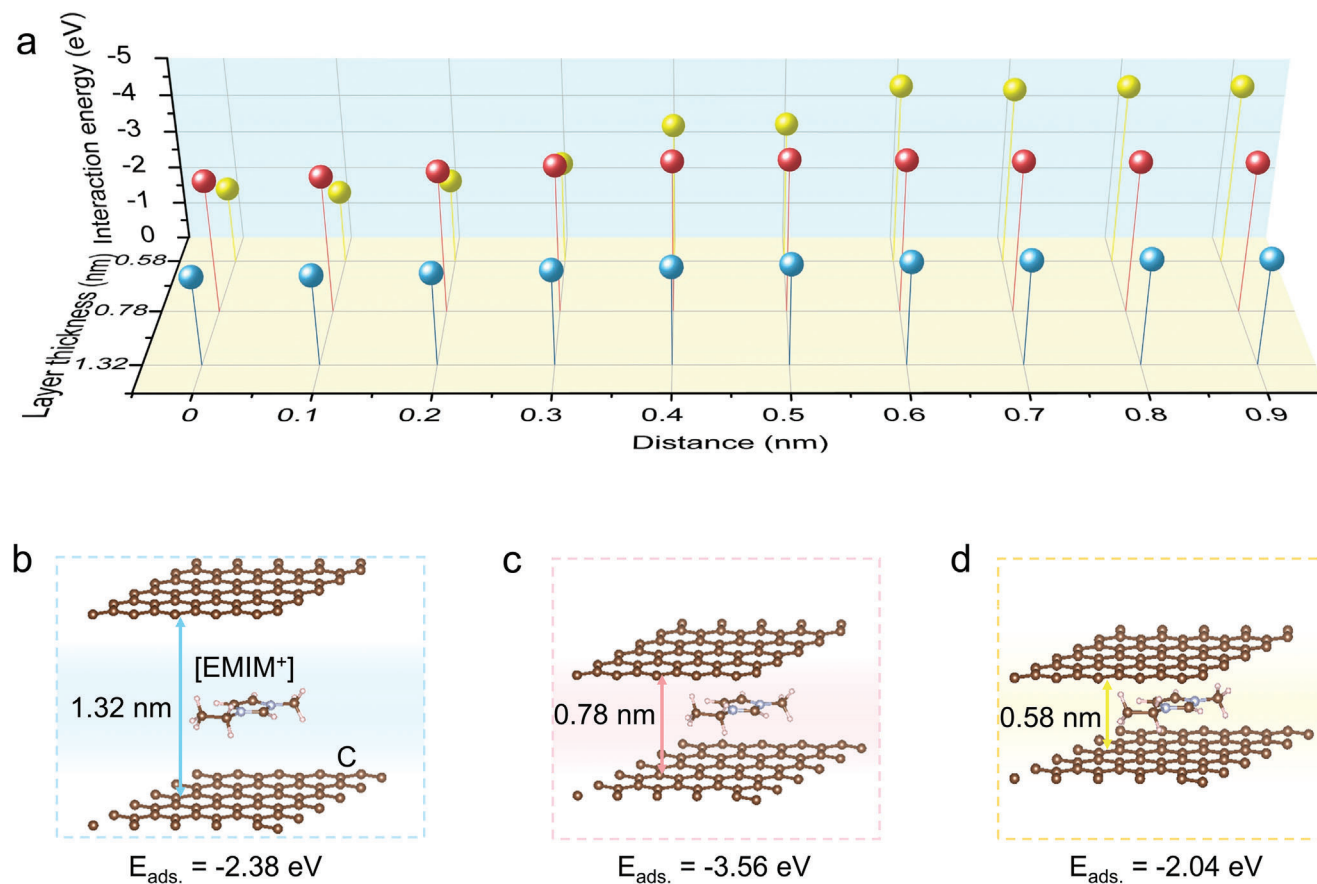 a
Interaction energy (eV)
-5
-4
-3
-2
-1
0
Layer thickness (nm)
0.58
0.78
1.32
0 0.1 0.2 0.3 0.4 0.5 0.6 0.7 0.8 0.9
Distance (nm)
b
[EMIM⁺]
1.32 nm
C
E_ads. = -2.38 eV
c
0.78 nm
E_ads. = -3.56 eV
d
0.58 nm
E_ads. = -2.04 eV